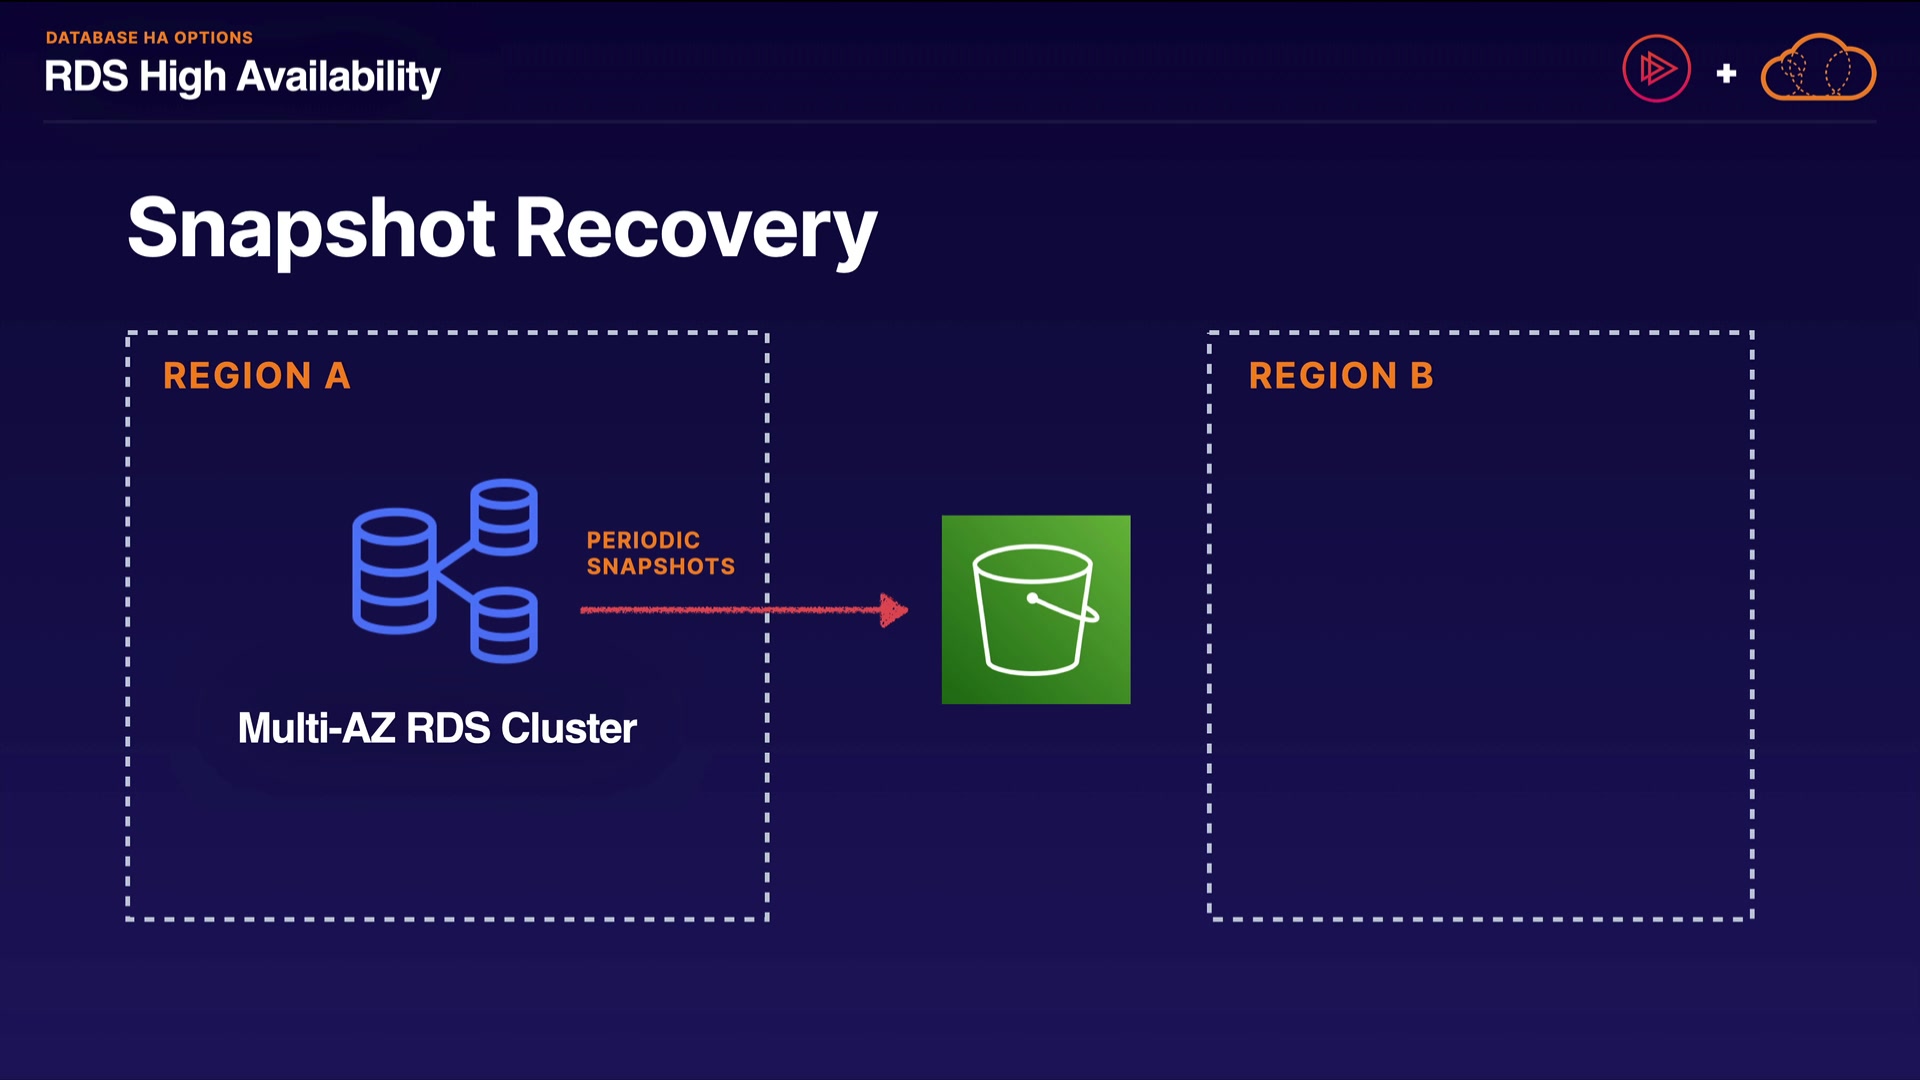 DATABASE HA OPTIONS
RDS High Availability
Snapshot Recovery
REGION A
REGION B
PERIODIC
SNAPSHOTS
Multi-AZ RDS Cluster